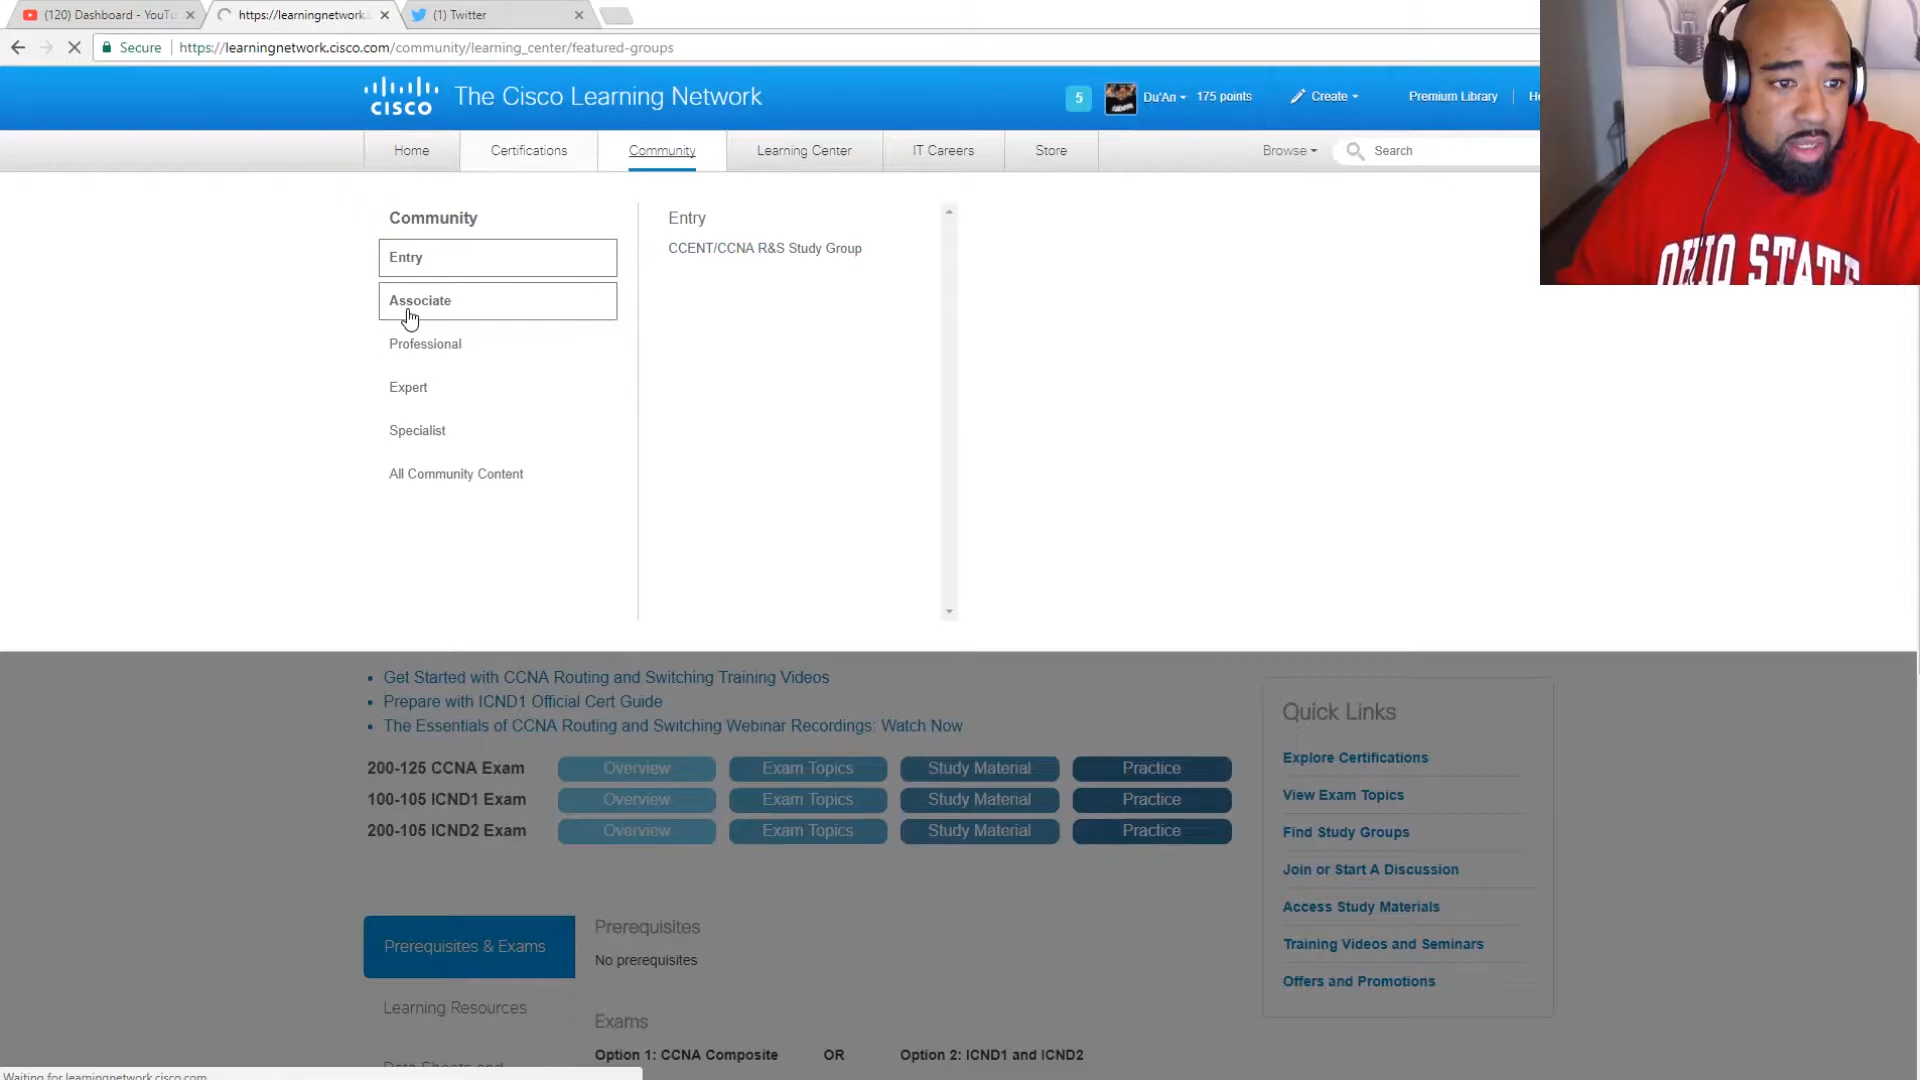 (120) Dashboard - YouTu
https://learningnetwork.
(1) Twitter
Secure
https://learningnetwork.cisco.com/community/learning_center/featured-groups
cisco
The Cisco Learning Network
5
Du'An
175 points
Create
Premium Library
Home
Certifications
Community
Learning Center
IT Careers
Store
Browse
Search
OHIO STATE
Community
Entry
Associate
Professional
Expert
Specialist
All Community Content
Entry
CCENT/CCNA R&S Study Group
Get Started with CCNA Routing and Switching Training Videos
Prepare with ICND1 Official Cert Guide
The Essentials of CCNA Routing and Switching Webinar Recordings: Watch Now
200-125 CCNA Exam
Overview
Exam Topics
Study Material
Practice
100-105 ICND1 Exam
Overview
Exam Topics
Study Material
Practice
200-105 ICND2 Exam
Overview
Exam Topics
Study Material
Practice
Quick Links
Explore Certifications
View Exam Topics
Find Study Groups
Join or Start A Discussion
Access Study Materials
Training Videos and Seminars
Offers and Promotions
Prerequisites & Exams
Learning Resources
Prerequisites
No prerequisites
Exams
Option 1: CCNA Composite
OR
Option 2: ICND1 and ICND2
Waiting for learningnetwork.cisco.com